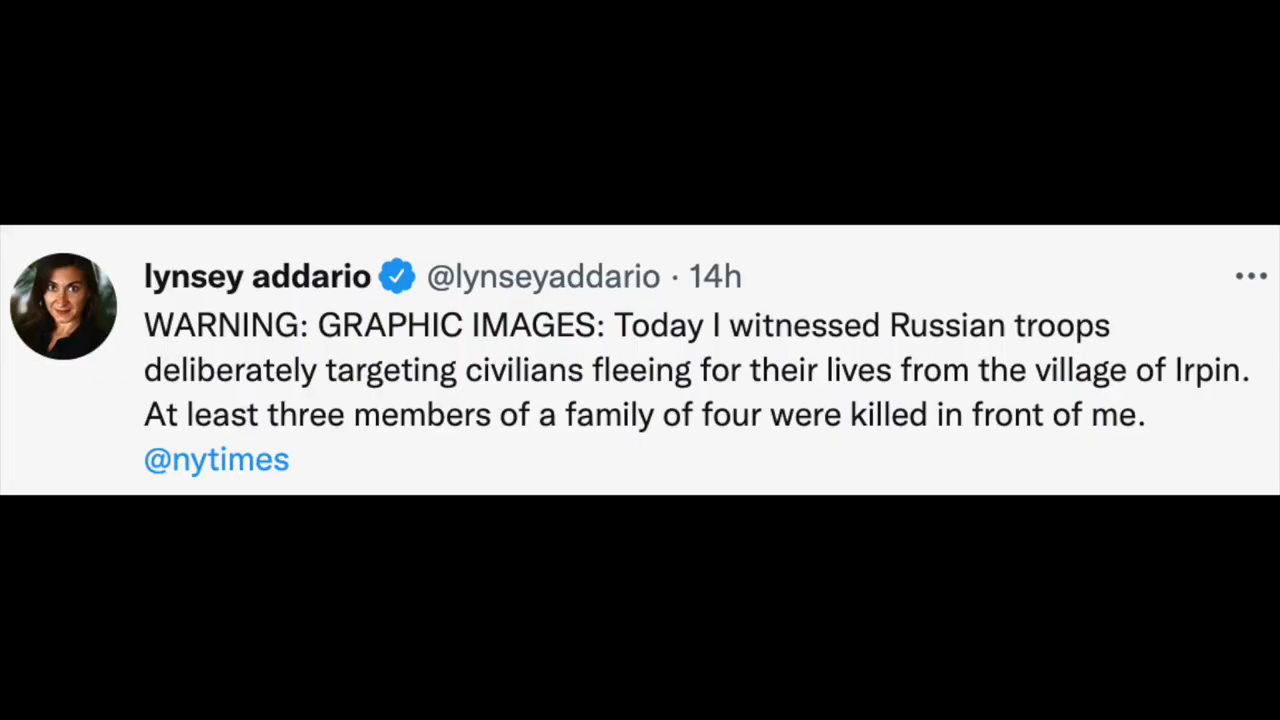 lynsey addario @lynseyaddario · 14h
WARNING: GRAPHIC IMAGES: Today I witnessed Russian troops
deliberately targeting civilians fleeing for their lives from the village of Irpin.
At least three members of a family of four were killed in front of me.
@nytimes